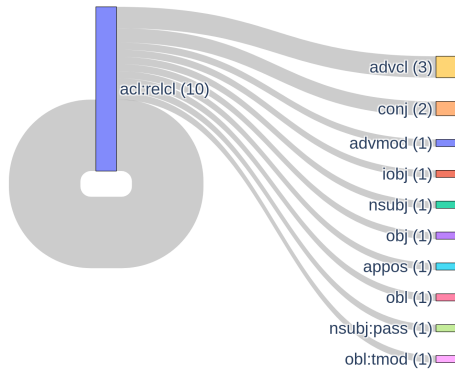 advcl (3)
acl:relcl (10)
conj (2)
advmod (1)
iobj (1)
nsubj (1)
obj (1)
appos (1)
obl (1)
nsubj:pass (1)
obl:tmod (1)